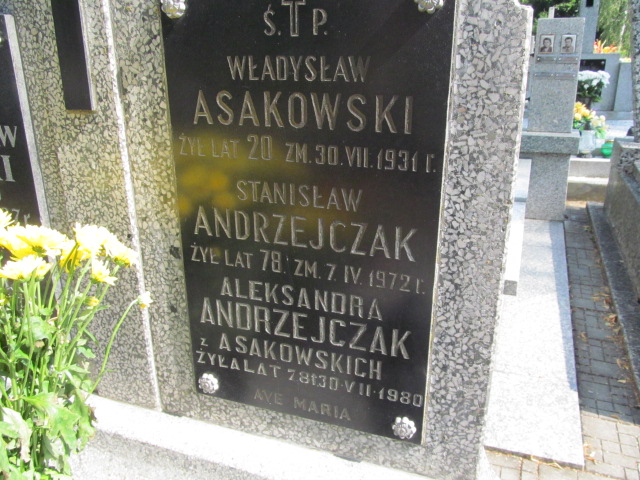 Ś.†P.
WŁADYSŁAW
ASAKOWSKI
ŻYŁ LAT 20 ZM. 30.VII.1931 r.
STANISŁAW
ANDRZEJCZAK
ŻYŁ LAT 78. ZM. 7 IV. 1972 r.
ALEKSANDRA
ANDRZEJCZAK
z ASAKOWSKICH
ŻYŁA LAT 78 †30·VII·1980
AVE MARIA